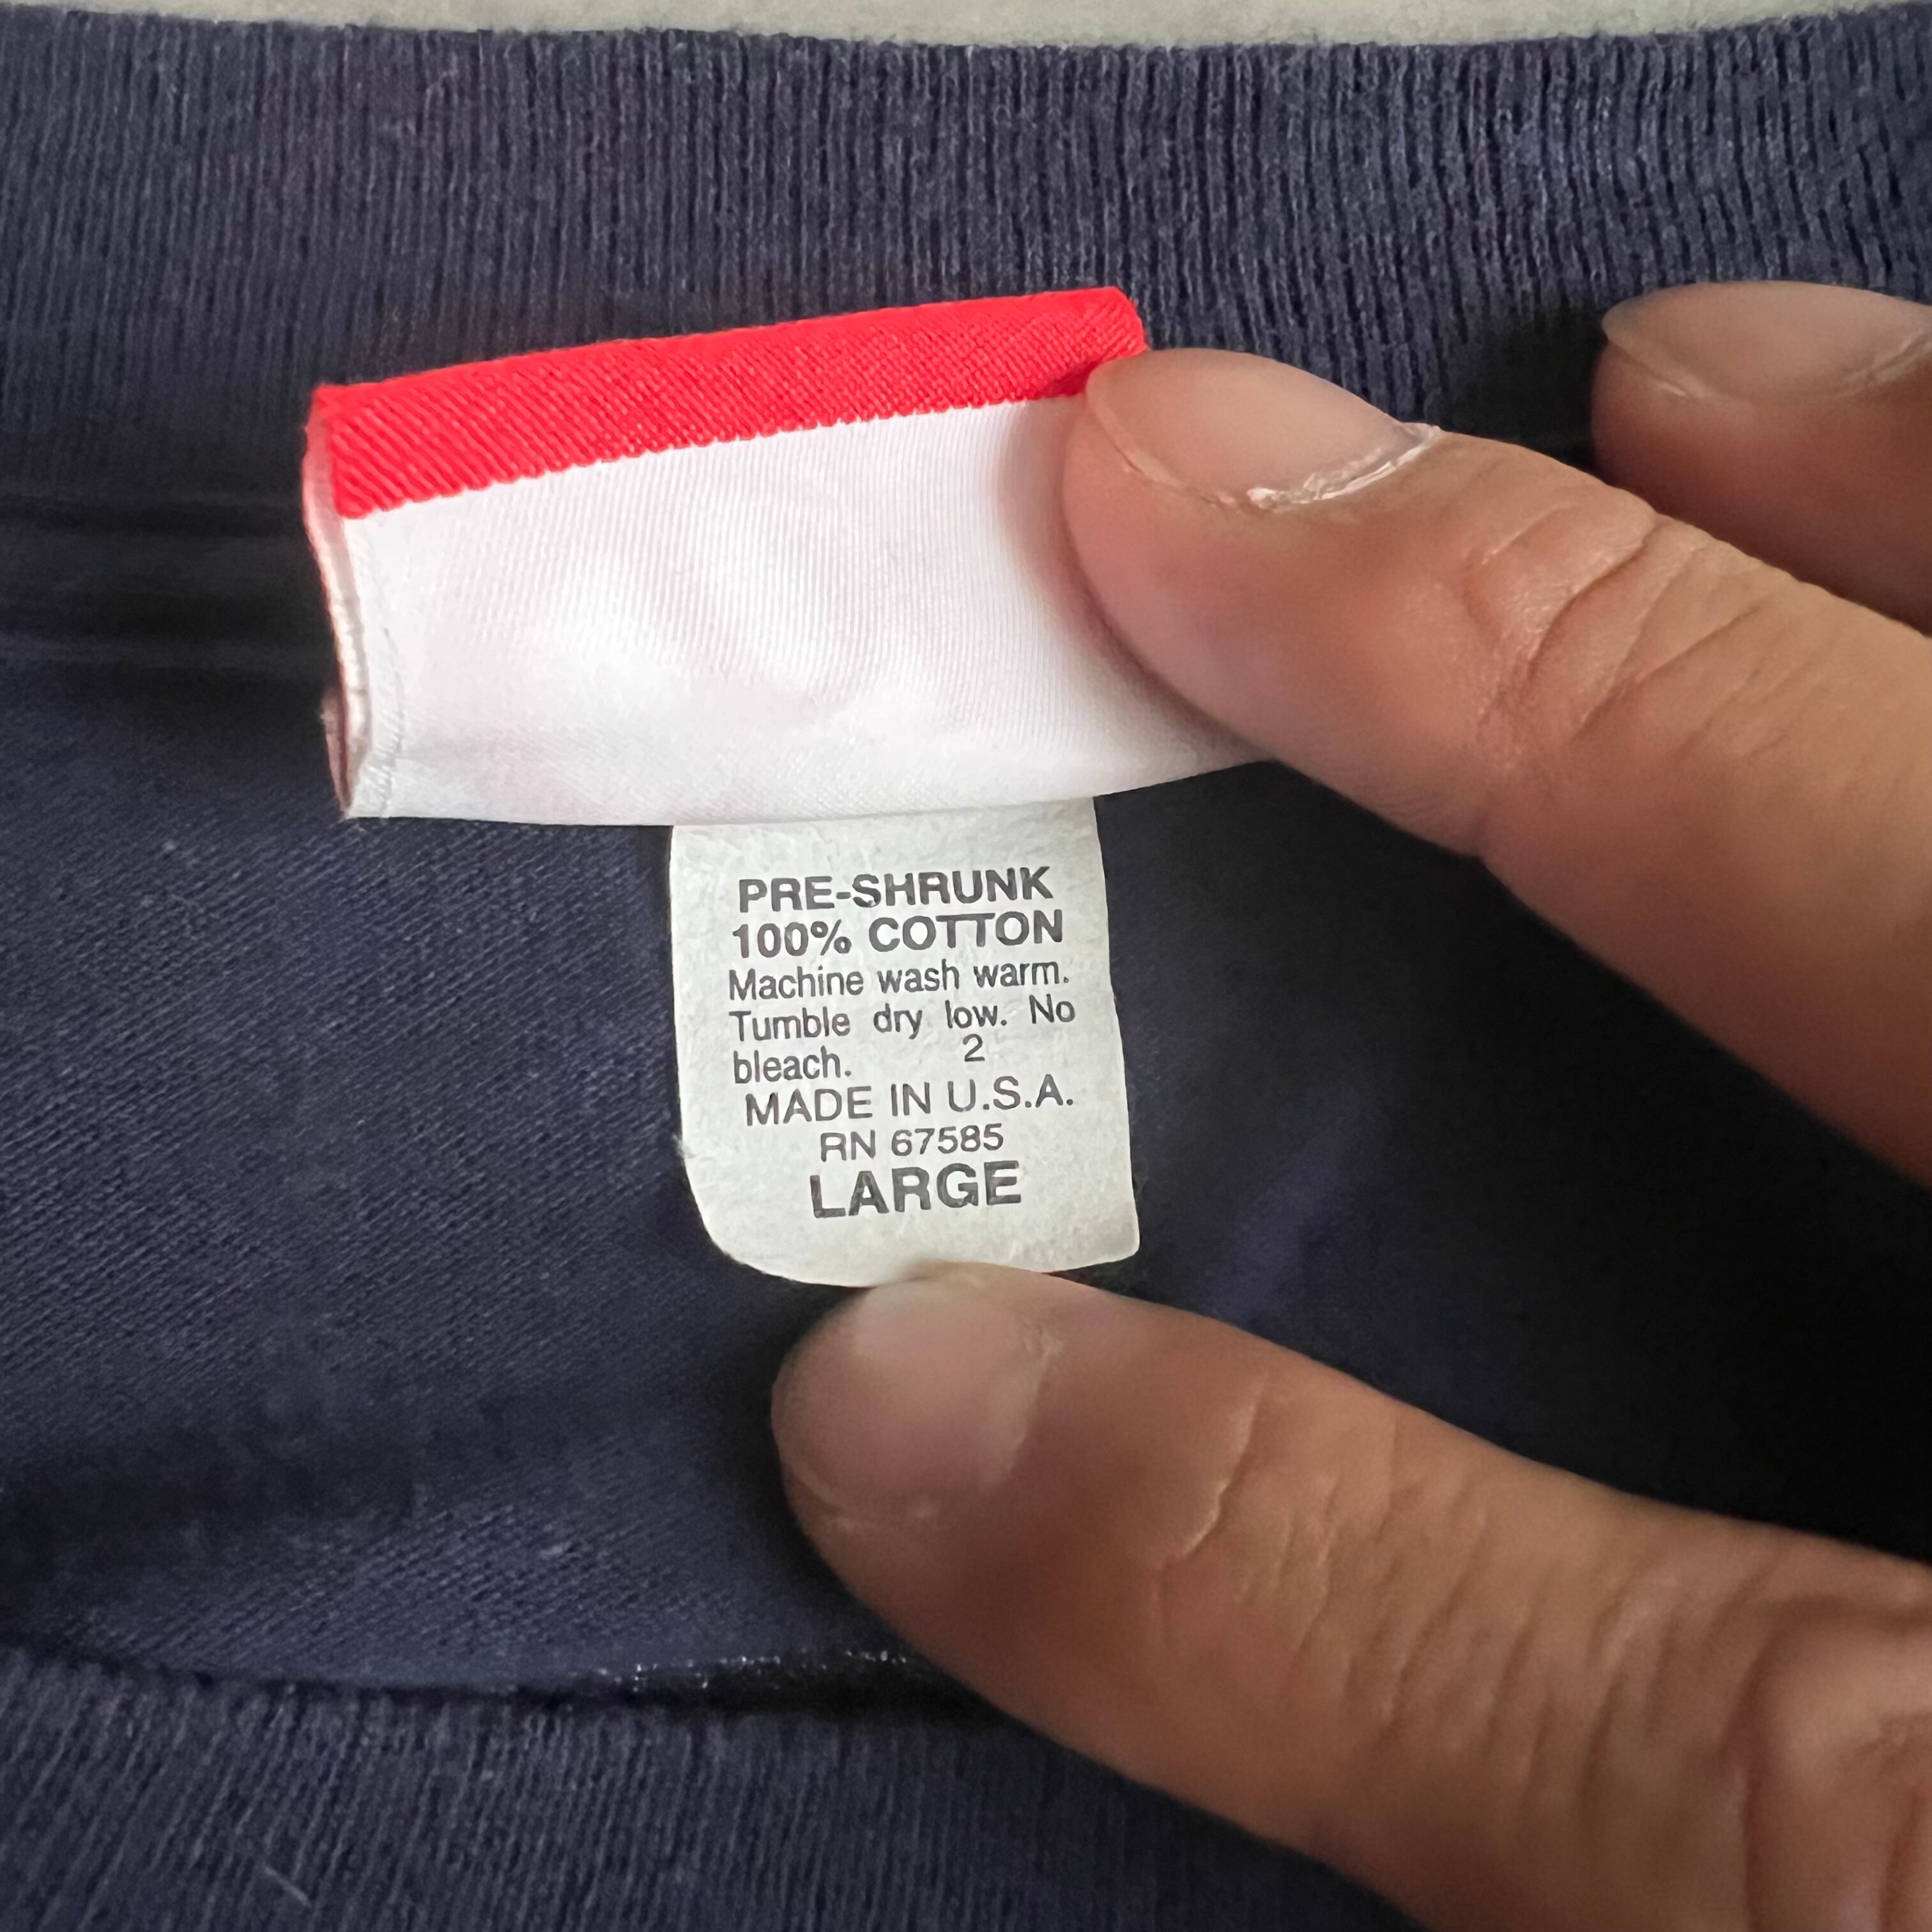 PRE-SHRUNK
100% COTTON
Machine wash warm.
Tumble dry low. No
bleach. 2
MADE IN U.S.A.
RN 67585
LARGE